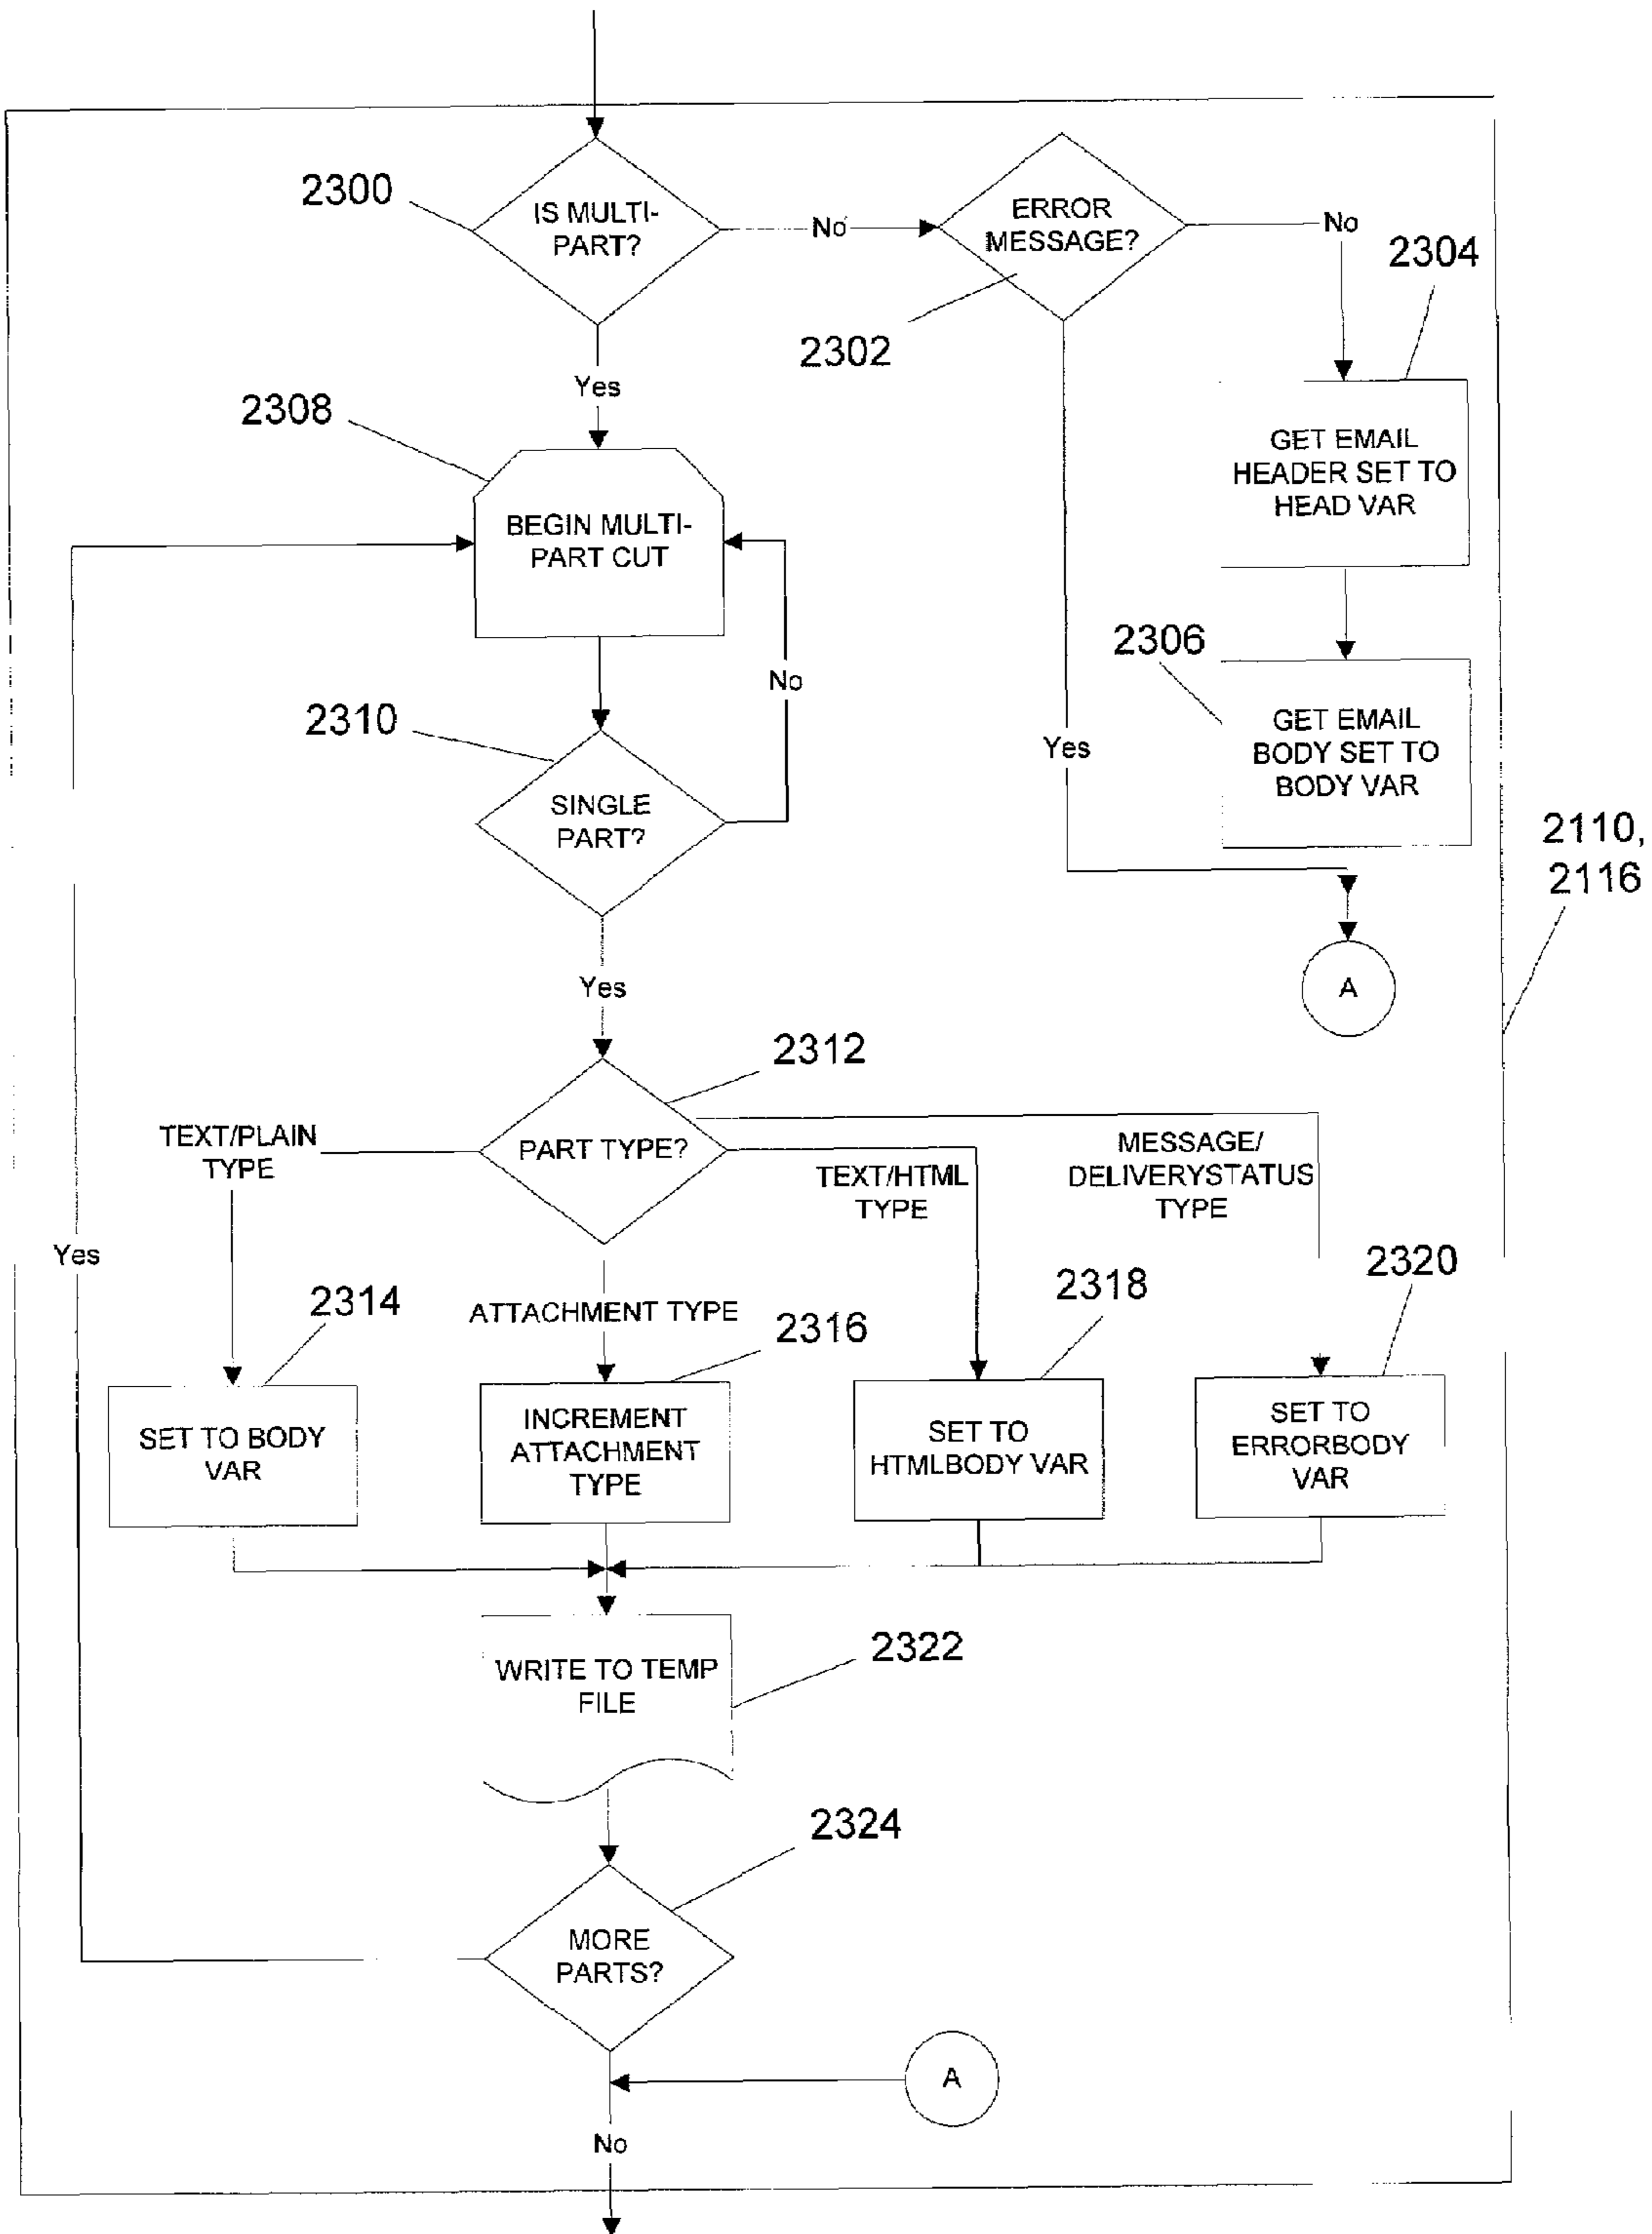 2300
IS MULTI-
PART?
No
ERROR
MESSAGE?
No
2304
2302
Yes
2308
GET EMAIL
HEADER SET TO
HEAD VAR
BEGIN MULTI-
PART CUT
2306
No
2310
GET EMAIL
BODY SET TO
BODY VAR
Yes
SINGLE
PART?
2110,
2116
Yes
A
2312
PART TYPE?
TEXT/PLAIN
TYPE
TEXT/HTML
TYPE
MESSAGE/
DELIVERYSTATUS
TYPE
Yes
2314
ATTACHMENT TYPE
2316
2318
2320
SET TO BODY
VAR
INCREMENT
ATTACHMENT
TYPE
SET TO
HTMLBODY VAR
SET TO
ERRORBODY
VAR
WRITE TO TEMP
FILE
2322
2324
MORE
PARTS?
A
No